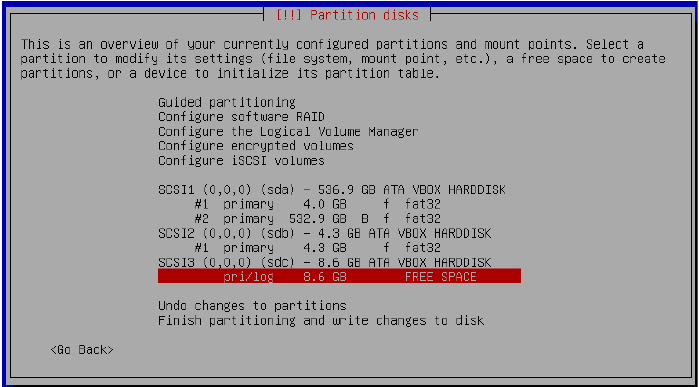 [!!] Partition disks
This is an overview of your currently configured partitions and mount points. Select a
partition to modify its settings (file system, mount point, etc.), a free space to create
partitions, or a device to initialize its partition table.
Guided partitioning
Configure software RAID
Configure the Logical Volume Manager
Configure encrypted volumes
Configure iSCSI volumes
SCSI1 (0,0,0) (sda) - 536.9 GB ATA VBOX HARDDISK
#1 primary 4.0 GB f fat32
#2 primary 532.9 GB B f fat32
SCSI2 (0,0,0) (sdb) - 4.3 GB ATA VBOX HARDDISK
#1 primary 4.3 GB f fat32
SCSI3 (0,0,0) (sdc) - 8.6 GB ATA VBOX HARDDISK
pri/log 8.6 GB FREE SPACE
Undo changes to partitions
Finish partitioning and write changes to disk
<Go Back>